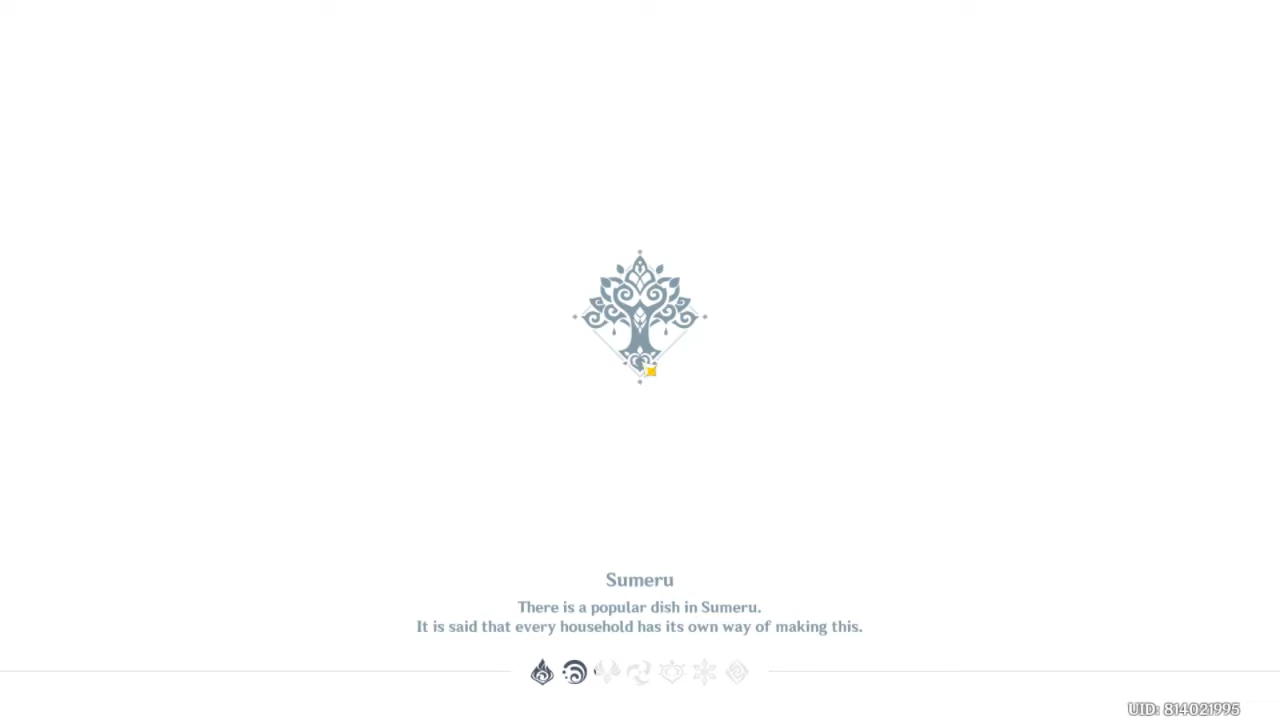 Sumeru
There is a popular dish in Sumeru.
It is said that every household has its own way of making this.
UID: 814021995